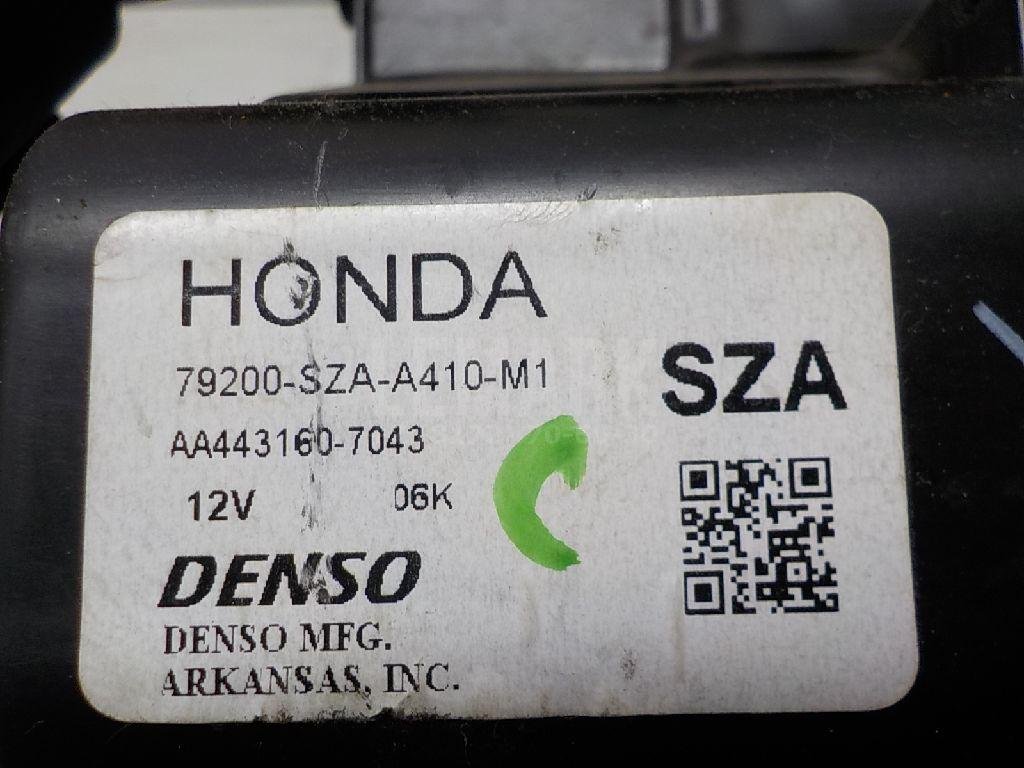 HONDA
79200-SZA-A410-M1
SZA
AA443160-7043
12V 06K
DENSO
DENSO MFG.
ARKANSAS, INC.